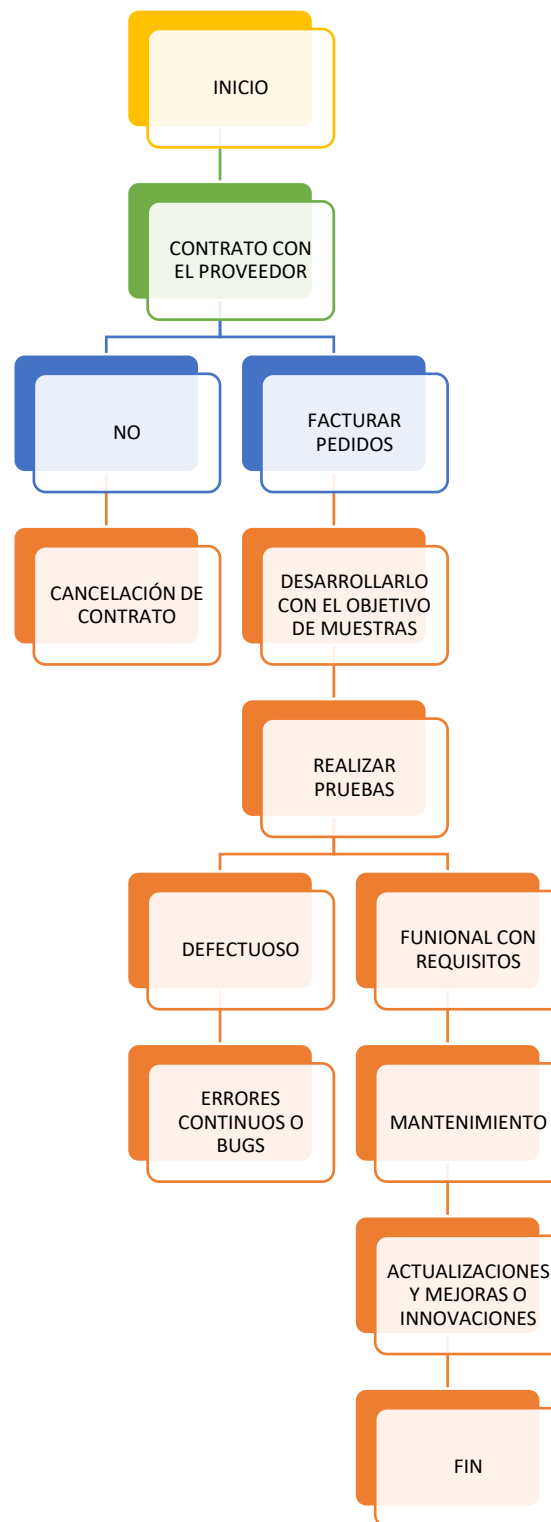 INICIO
CONTRATO CON
EL PROVEEDOR
NO
FACTURAR
PEDIDOS
CANCELACIÓN DE
CONTRATO
DESARROLLARLO
CON EL OBJETIVO
DE MUESTRAS
REALIZAR
PRUEBAS
DEFECTUOSO
FUNIONAL CON
REQUISITOS
ERRORES
CONTINUOS O
BUGS
MANTENIMIENTO
ACTUALIZACIONES
Y MEJORAS O
INNOVACIONES
FIN